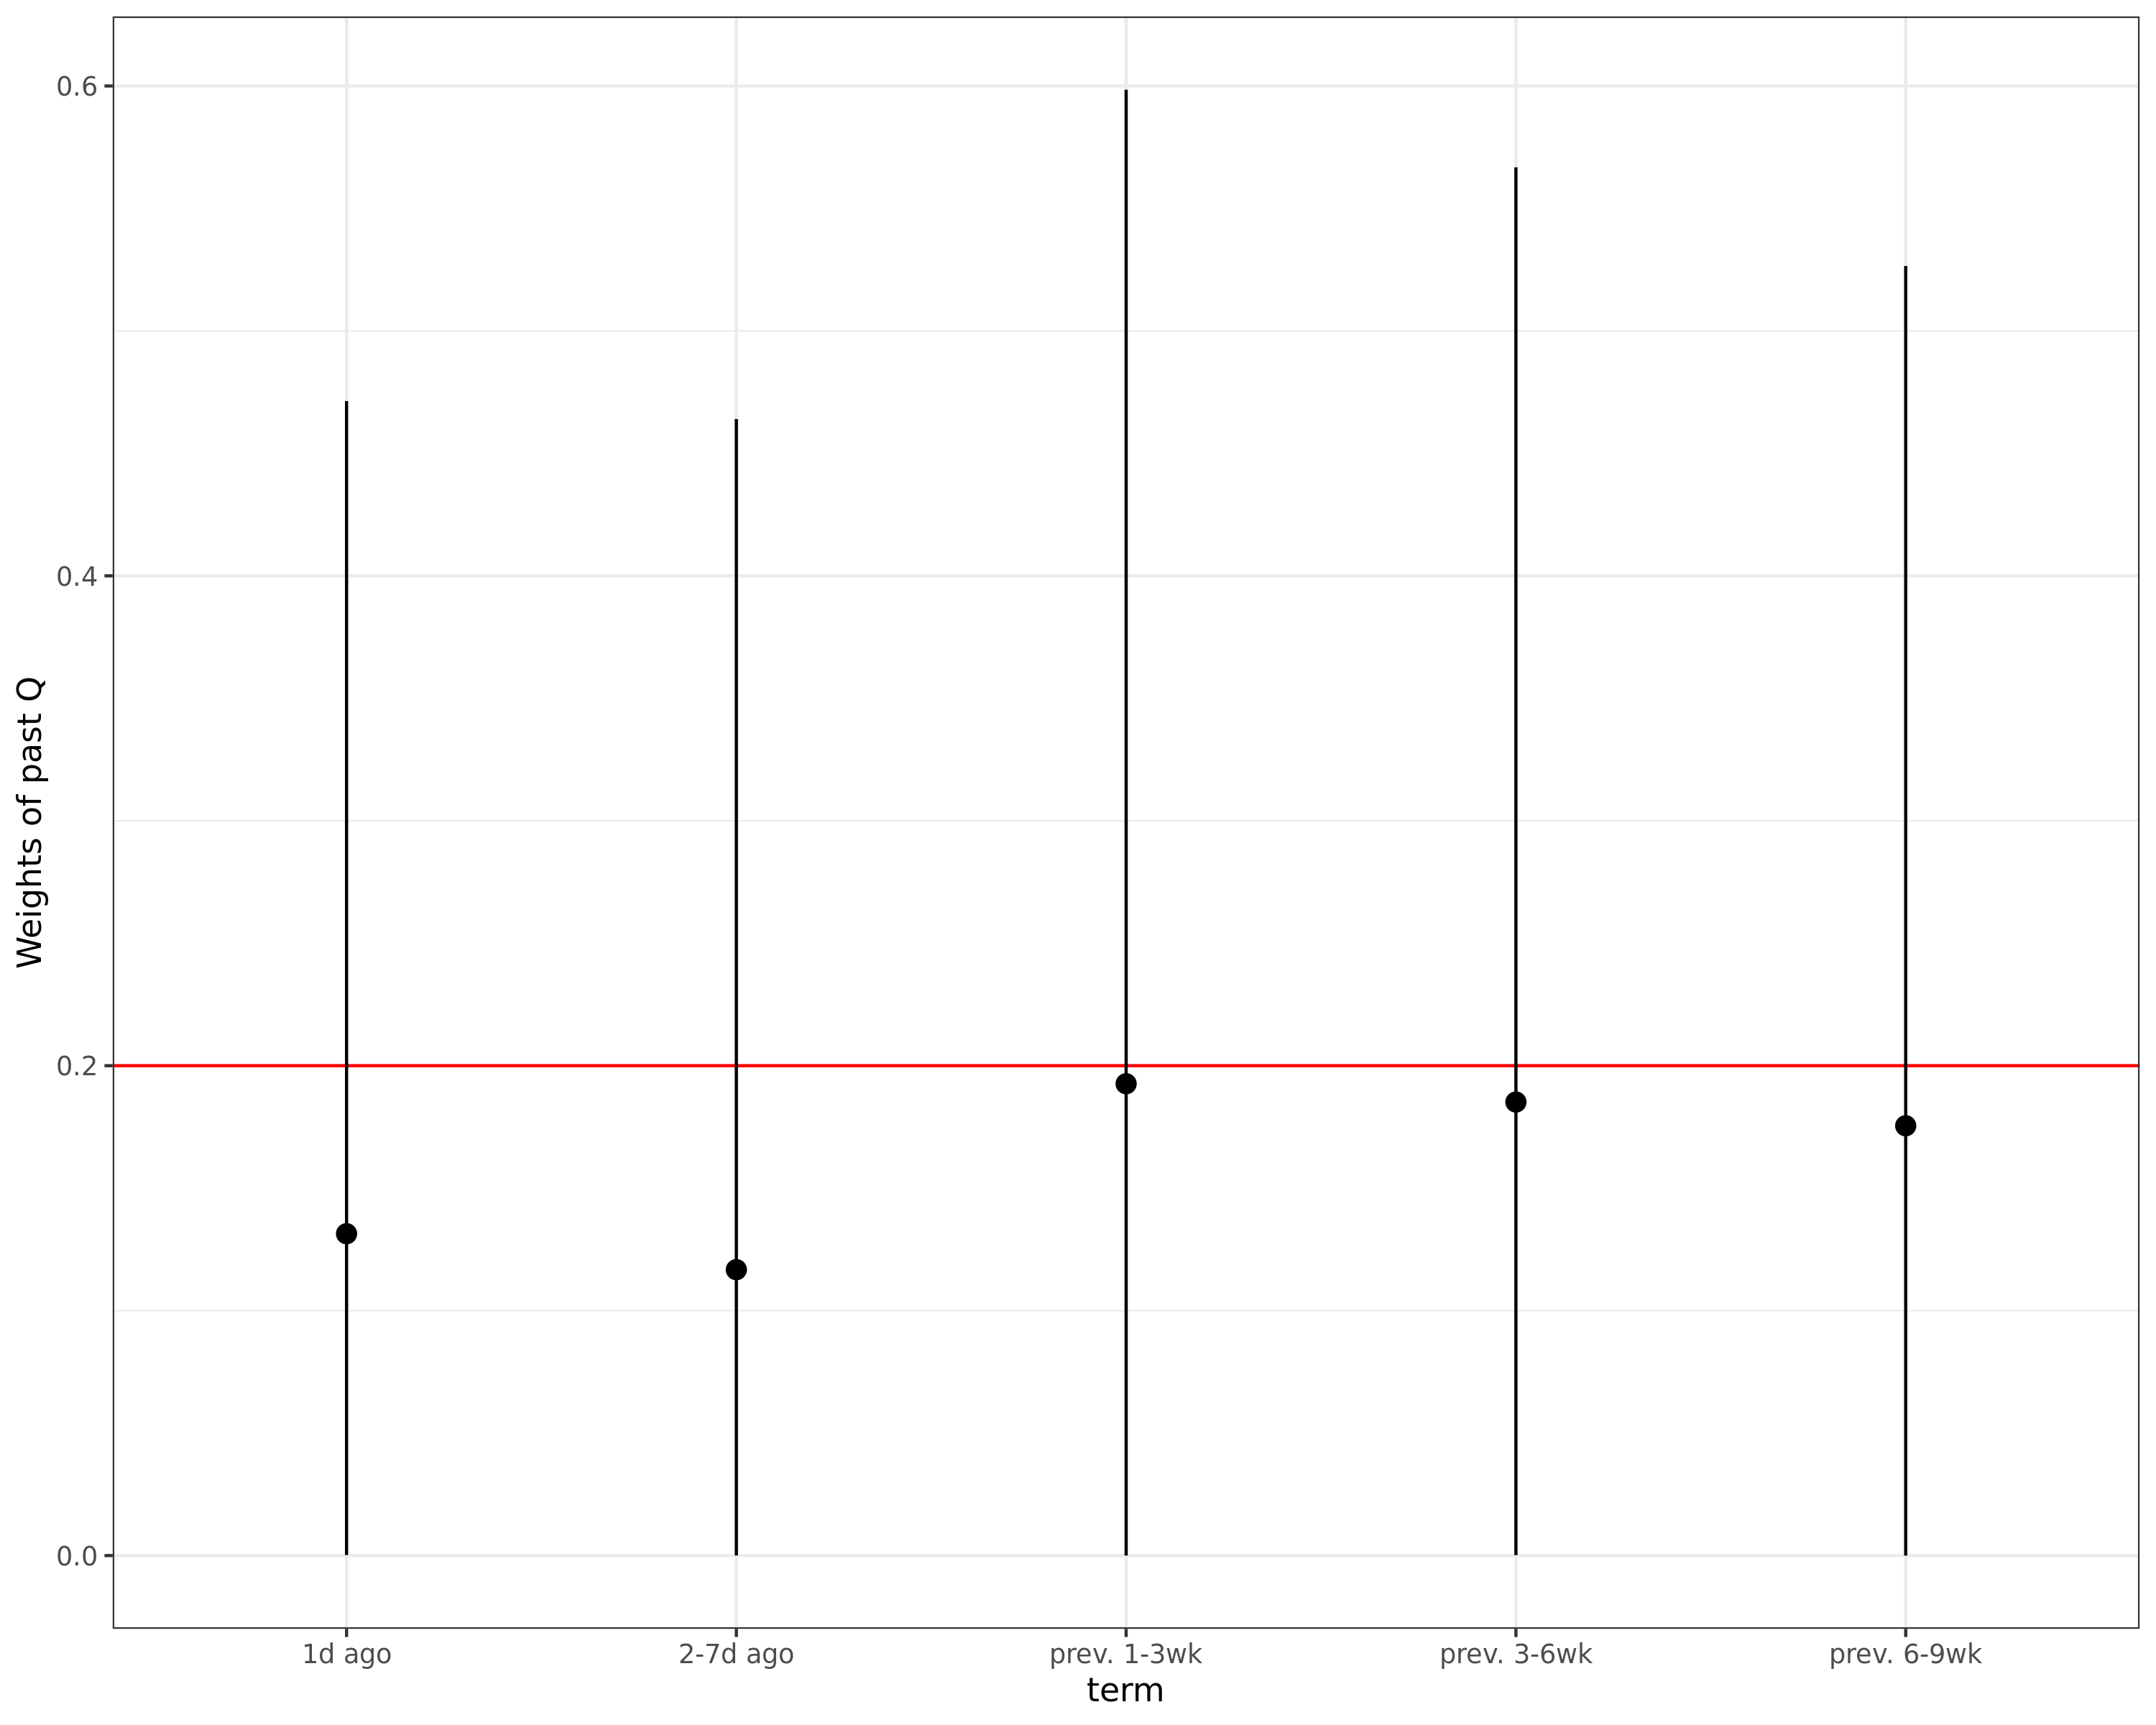 Weights of past Q
0.6
0.4
0.2
0.0
1d ago
2-7d ago
prev. 1-3wk
prev. 3-6wk
prev. 6-9wk
term